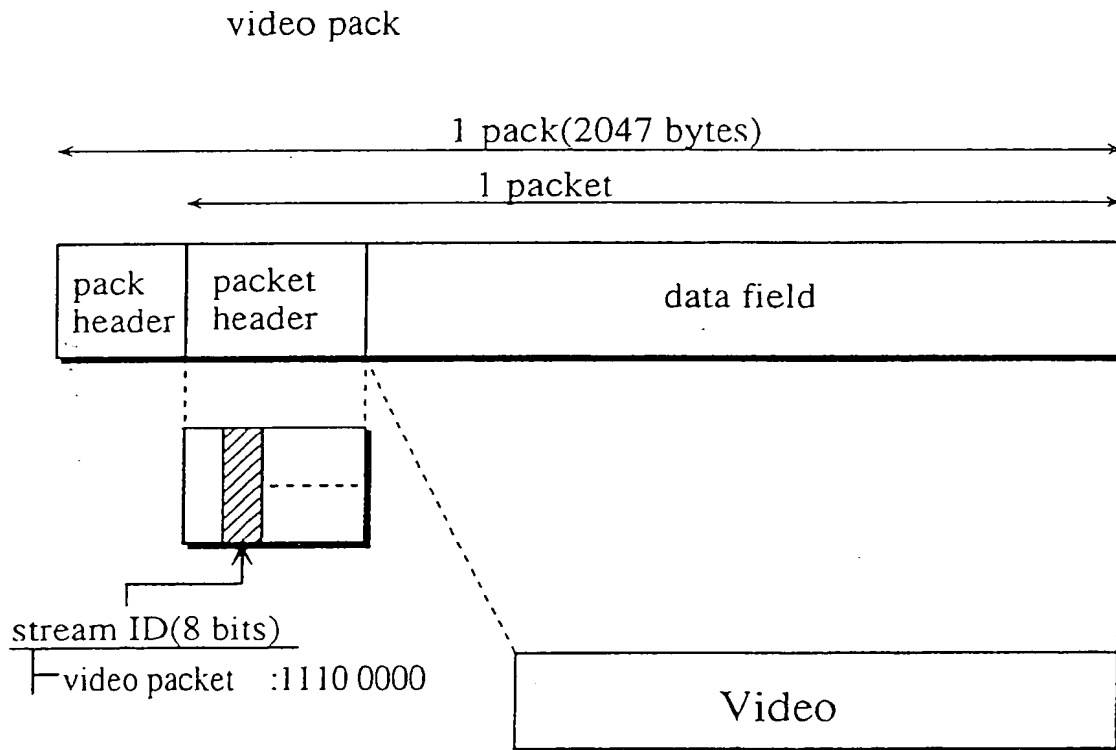 video pack
1 pack(2047 bytes)
1 packet
pack
header
packet
header
data field
stream ID(8 bits)
video packet :1110 0000
Video